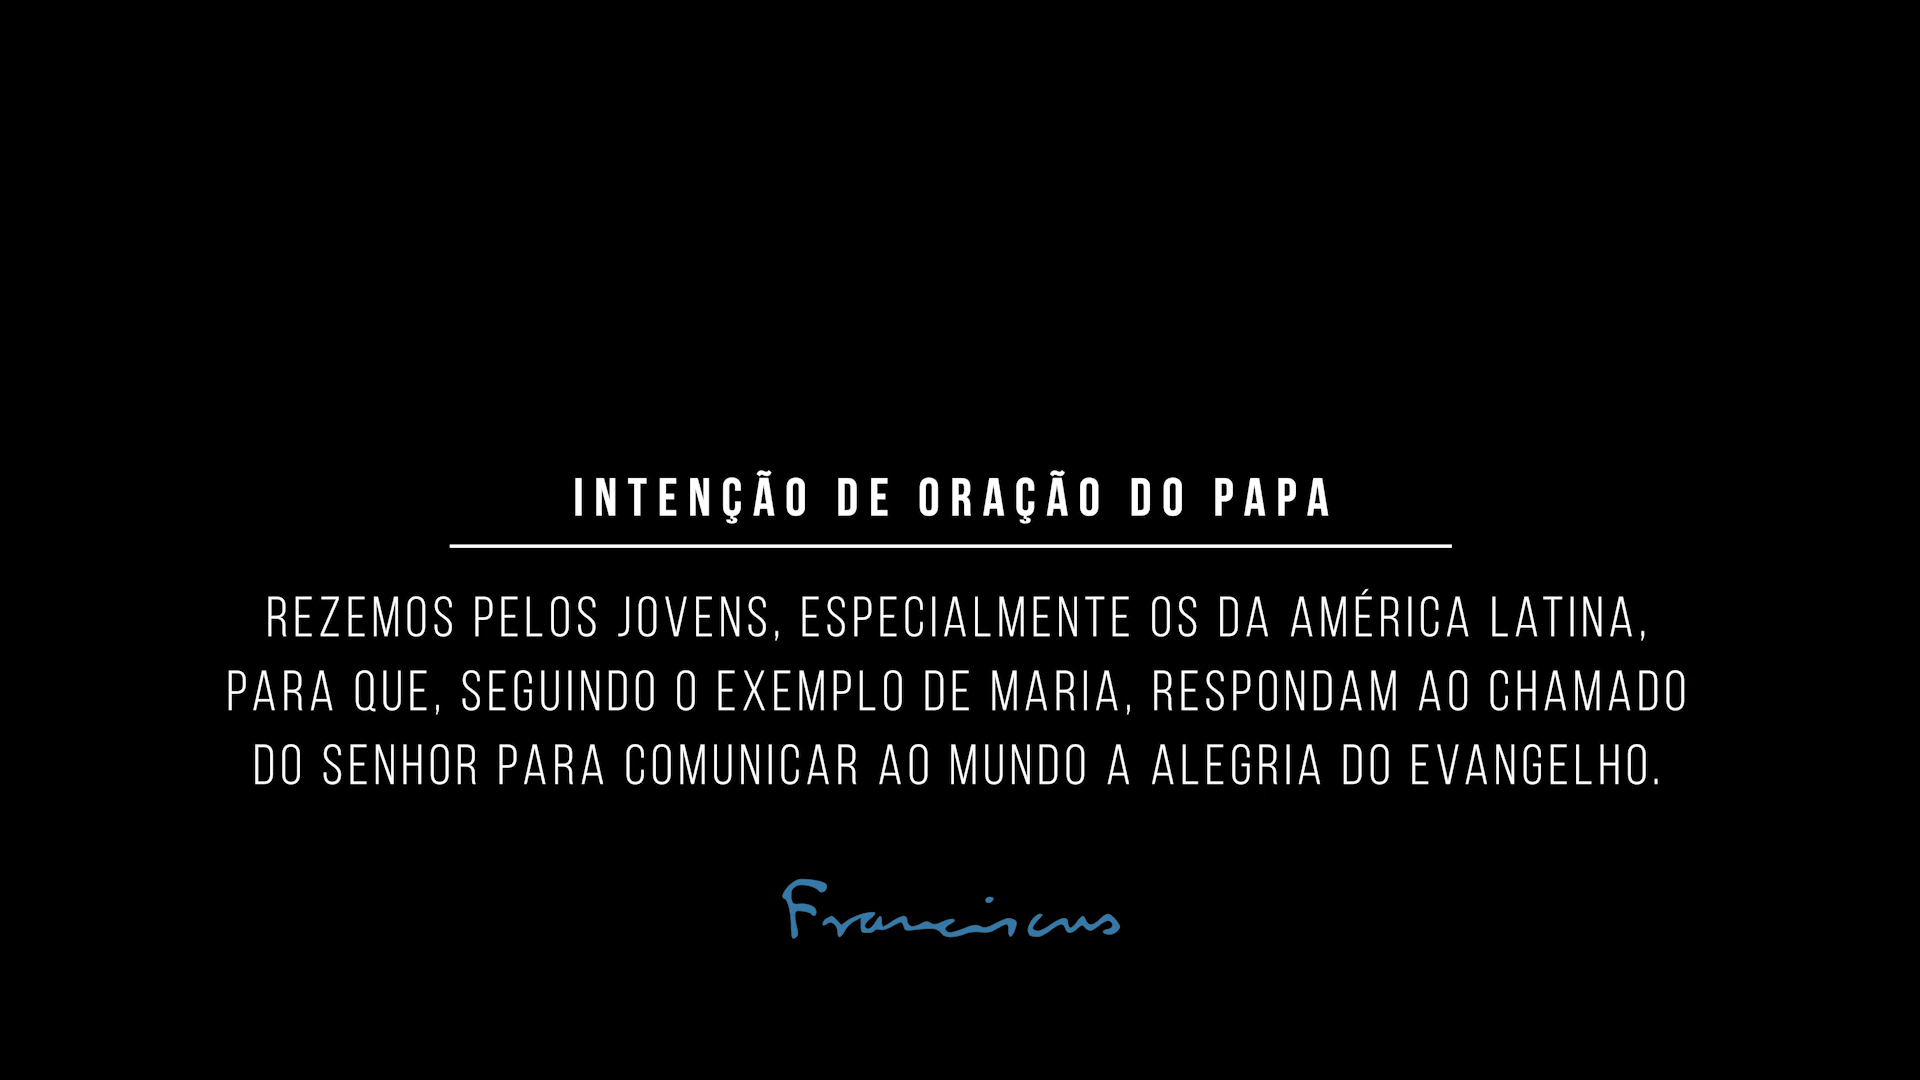 INTENÇÃO DE ORAÇÃO DO PAPA
REZEMOS PELOS JOVENS, ESPECIALMENTE OS DA AMÉRICA LATINA,
PARA QUE, SEGUINDO O EXEMPLO DE MARIA, RESPONDAM AO CHAMADO
DO SENHOR PARA COMUNICAR AO MUNDO A ALEGRIA DO EVANGELHO.
Franciscus